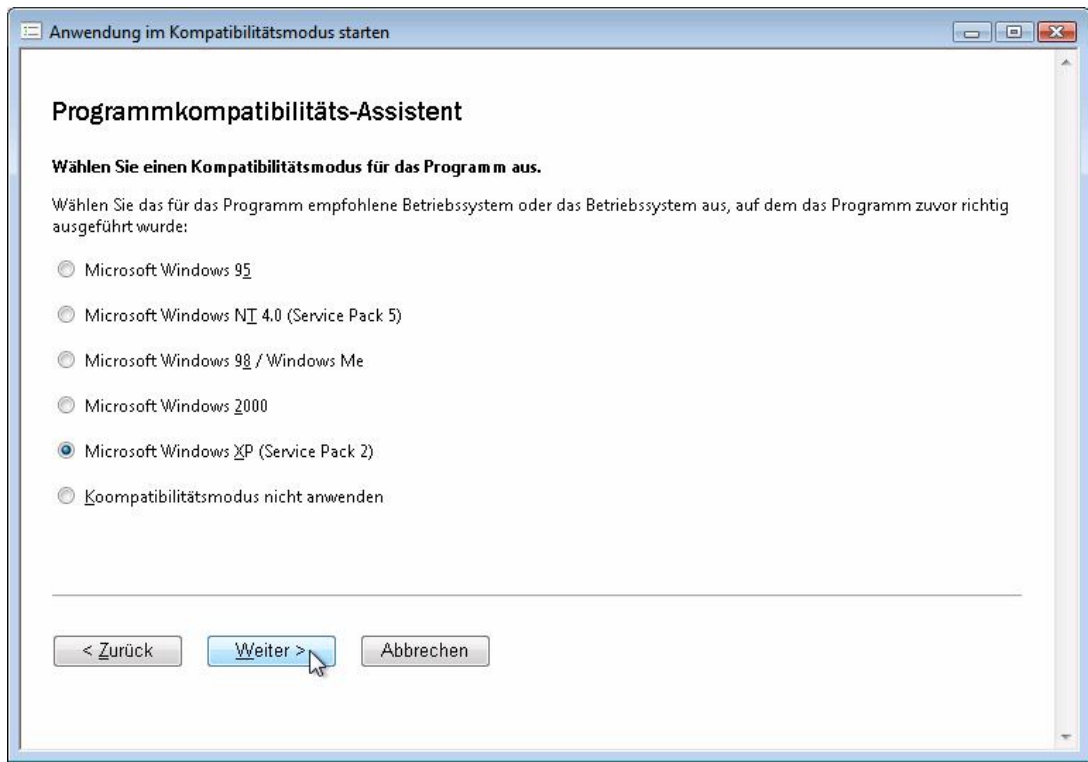 Anwendung im Kompatibilitätsmodus starten
Programmkompatibilitäts-Assistent
Wählen Sie einen Kompatibilitätsmodus für das Programm aus.
Wählen Sie das für das Programm empfohlene Betriebssystem oder das Betriebssystem aus, auf dem das Programm zuvor richtig
ausgeführt wurde:
Microsoft Windows 95
Microsoft Windows NT 4.0 (Service Pack 5)
Microsoft Windows 98 / Windows Me
Microsoft Windows 2000
Microsoft Windows XP (Service Pack 2)
Koompatibilitätsmodus nicht anwenden
< Zurück Weiter > Abbrechen